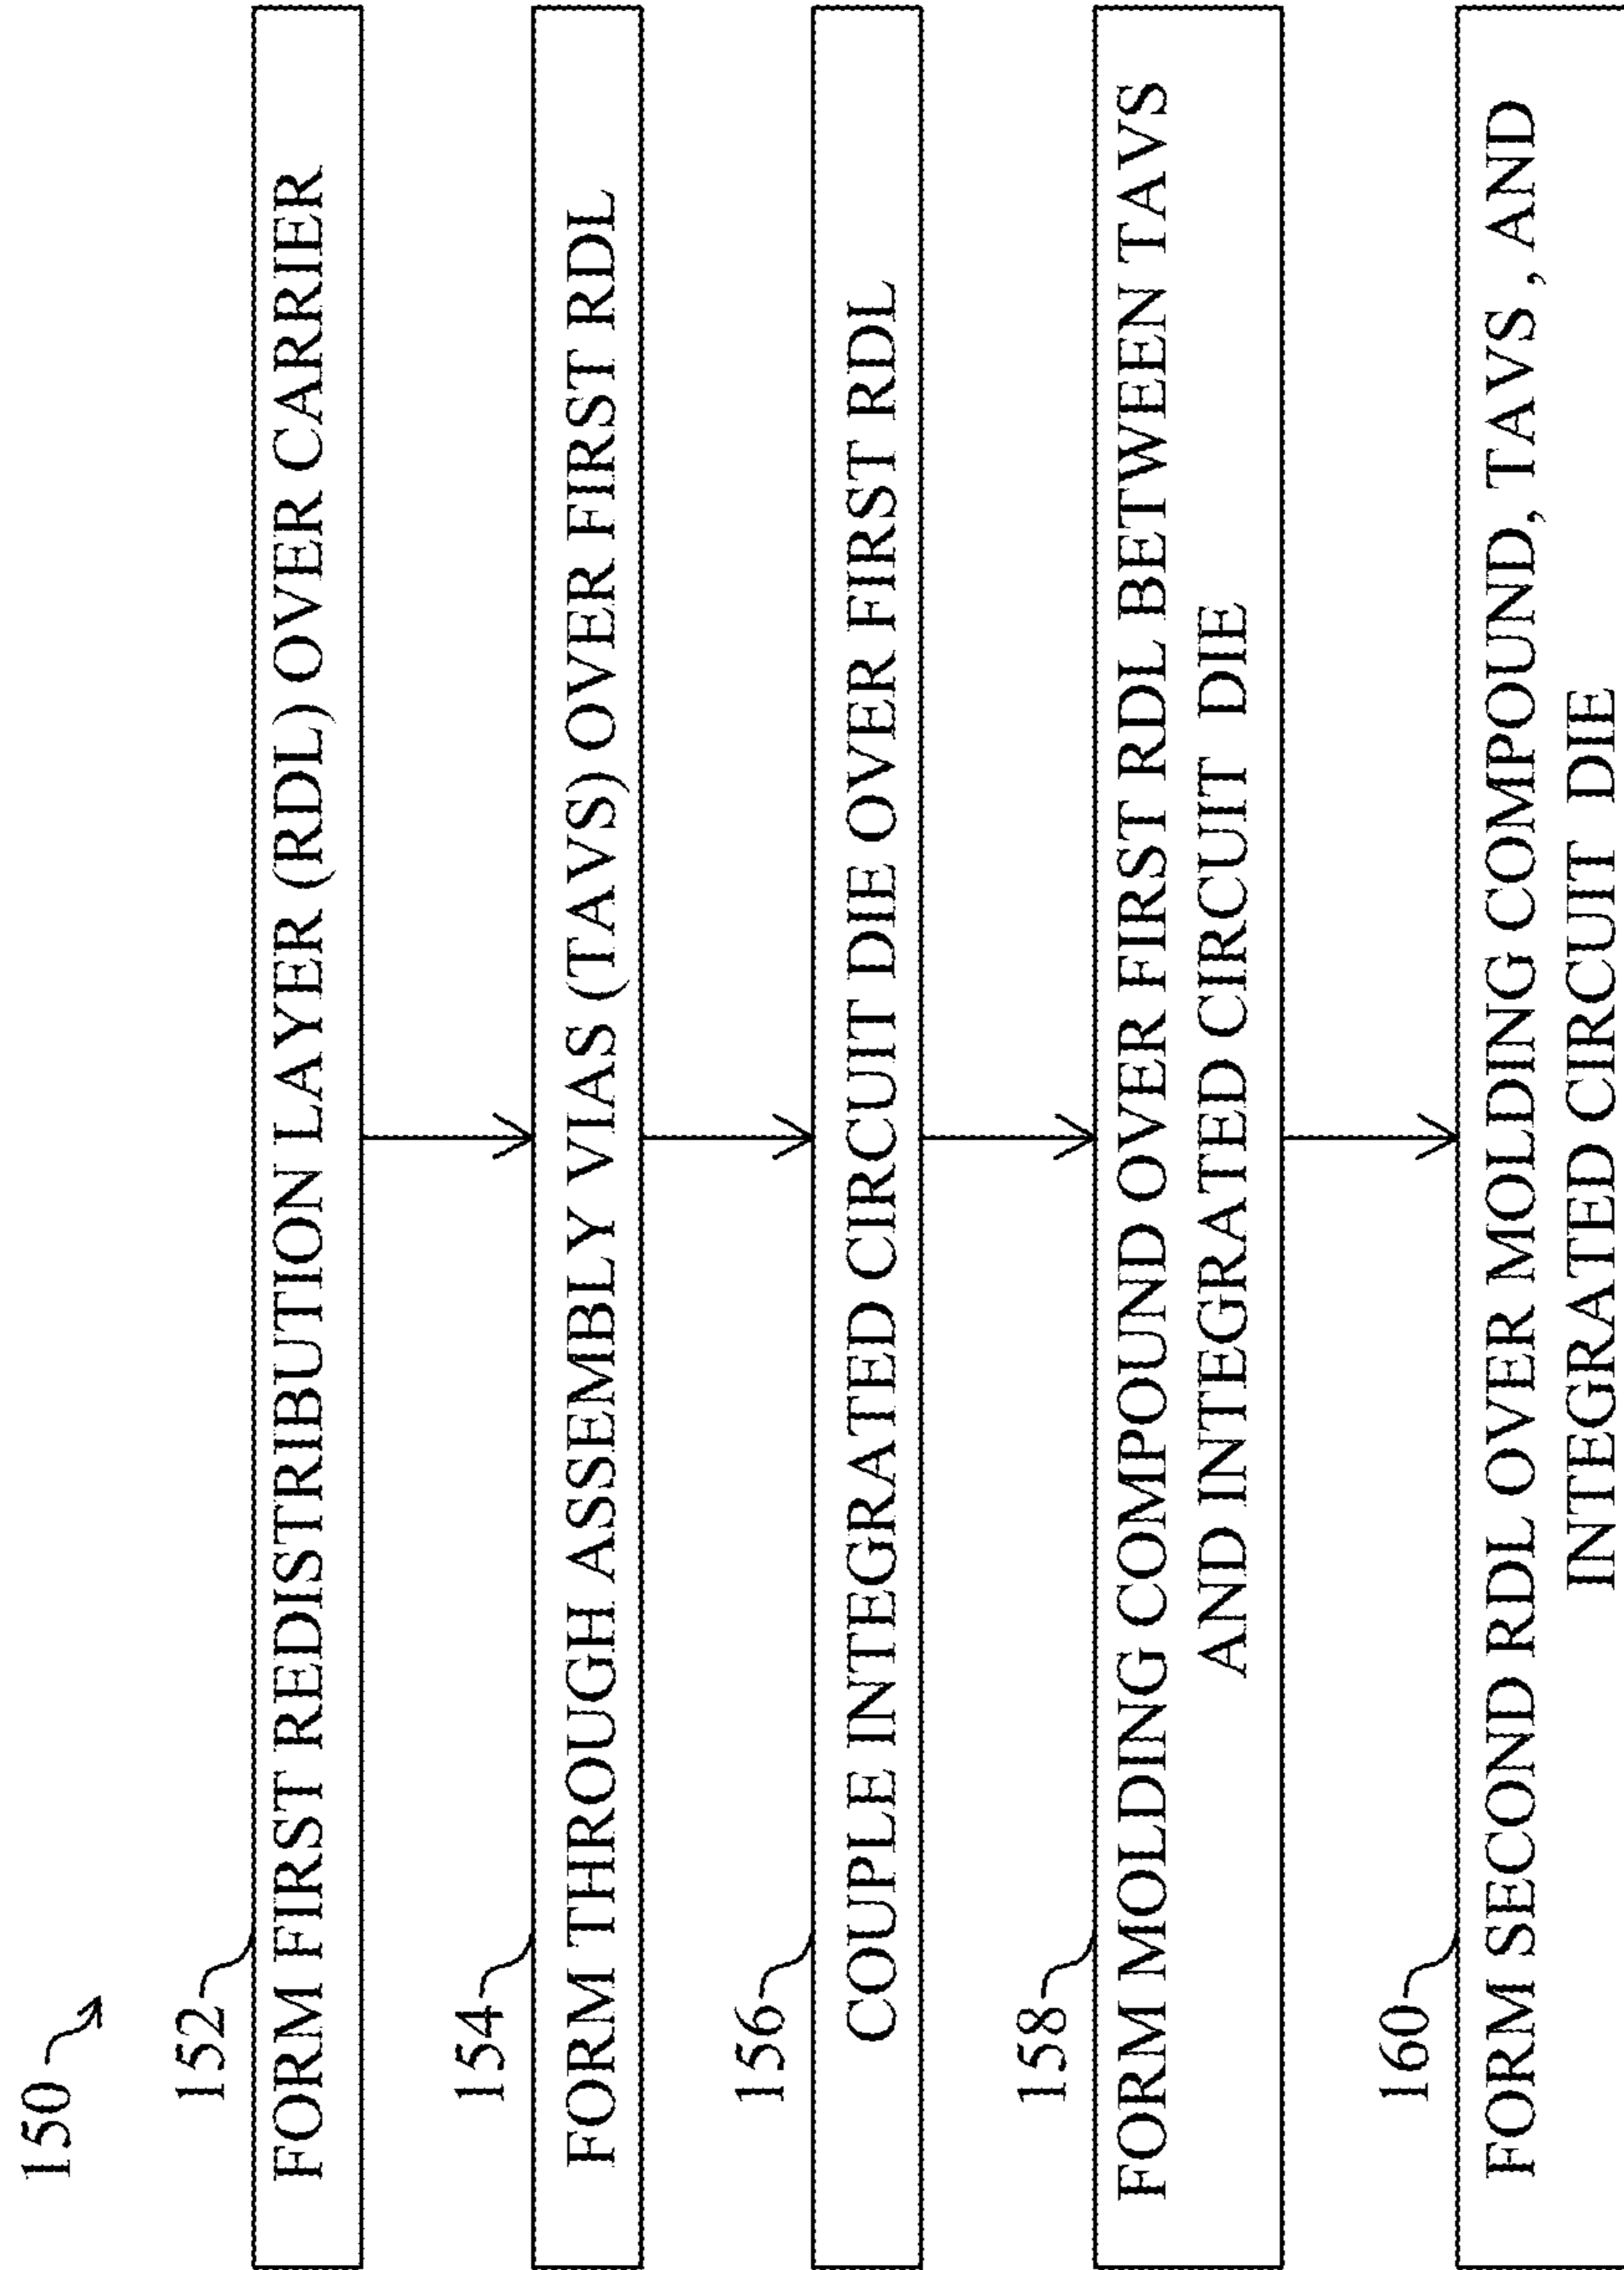 150
152
FORM FIRST REDISTRIBUTION LAYER (RDL) OVER CARRIER
154
FORM THROUGH ASSEMBLY VIAS (TAVS) OVER FIRST RDL
156
COUPLE INTEGRATED CIRCUIT DIE OVER FIRST RDL
158
FORM MOLDING COMPOUND OVER FIRST RDL BETWEEN TAVS
AND INTEGRATED CIRCUIT DIE
160
FORM SECOND RDL OVER MOLDING COMPOUND, TAVS , AND
INTEGRATED CIRCUIT DIE